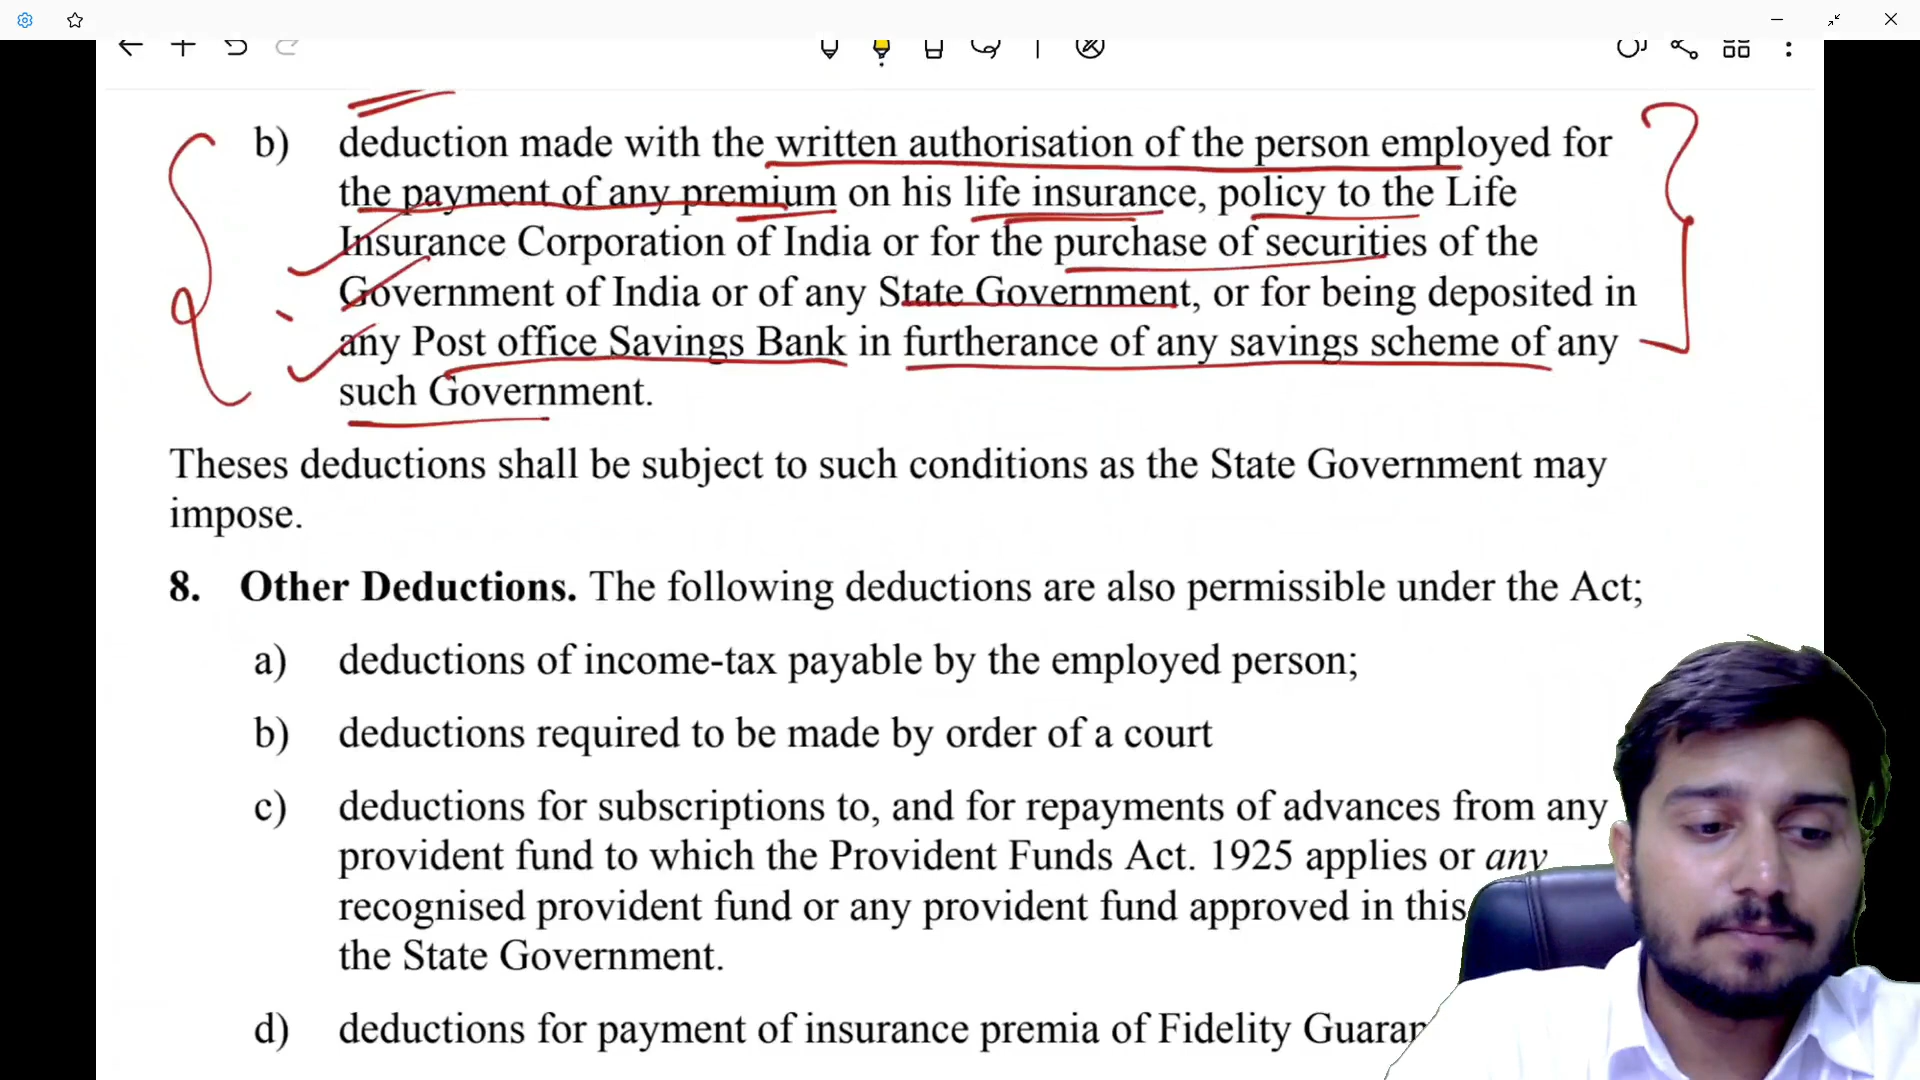 b) deduction made with the written authorisation of the person employed for
the payment of any premium on his life insurance, policy to the Life
Insurance Corporation of India or for the purchase of securities of the
Government of India or of any State Government, or for being deposited in
any Post office Savings Bank in furtherance of any savings scheme of any
such Government.
Theses deductions shall be subject to such conditions as the State Government may
impose.
8. Other Deductions. The following deductions are also permissible under the Act;
a) deductions of income-tax payable by the employed person;
b) deductions required to be made by order of a court
c) deductions for subscriptions to, and for repayments of advances from any
provident fund to which the Provident Funds Act. 1925 applies or any
recognised provident fund or any provident fund approved in this
the State Government.
d) deductions for payment of insurance premia of Fidelity